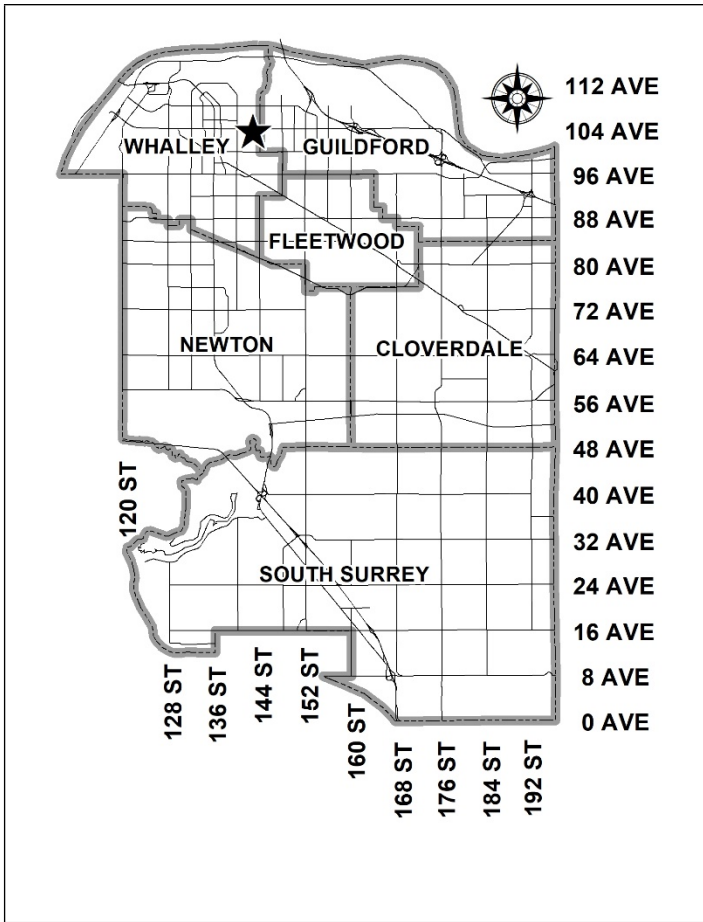 112 AVE
104 AVE
WHALLEY
GUILDFORD
96 AVE
88 AVE
FLEETWOOD
80 AVE
72 AVE
NEWTON
CLOVERDALE
64 AVE
56 AVE
48 AVE
120 ST
40 AVE
32 AVE
SOUTH SURREY
24 AVE
16 AVE
8 AVE
0 AVE
128 ST
136 ST
144 ST
152 ST
160 ST
168 ST
176 ST
184 ST
192 ST